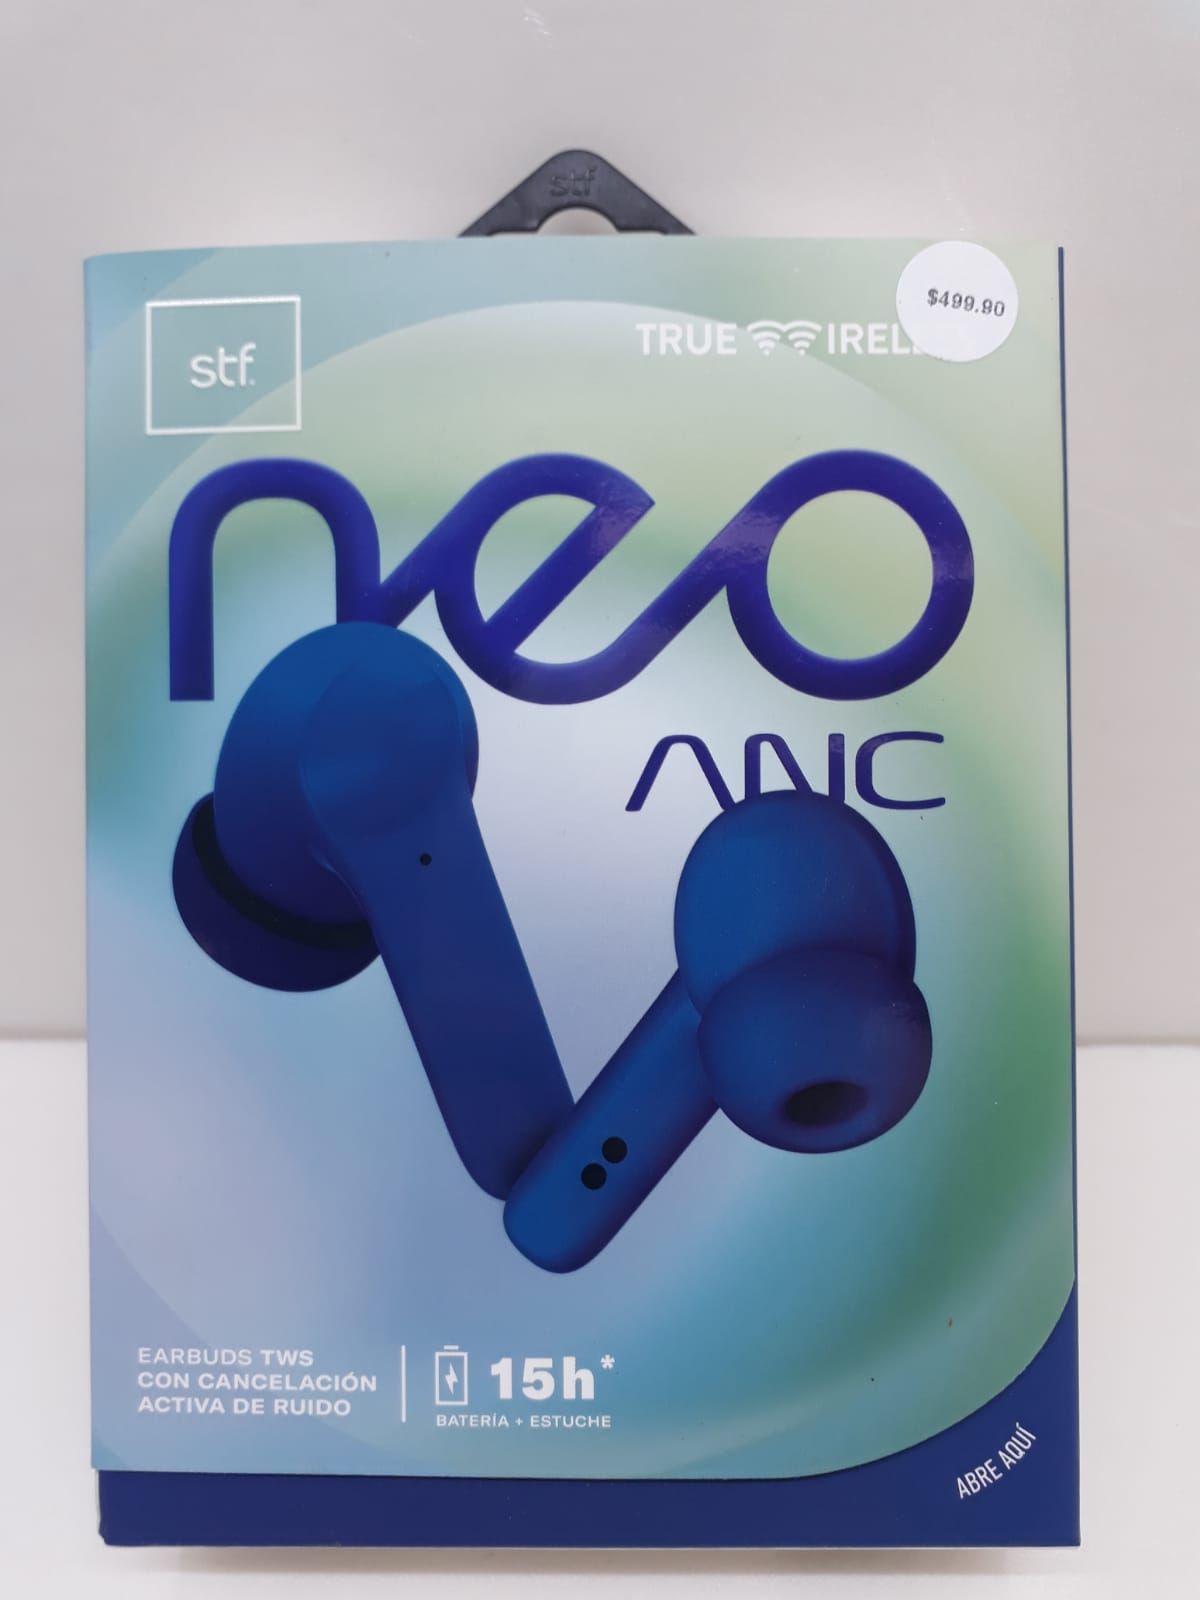 stf
stf
$499.90
TRUE
neo
ANC
EARBUDS TWS
CON CANCELACIÓN
ACTIVA DE RUIDO
15h*
BATERÍA + ESTUCHE
ABRE AQUÍ